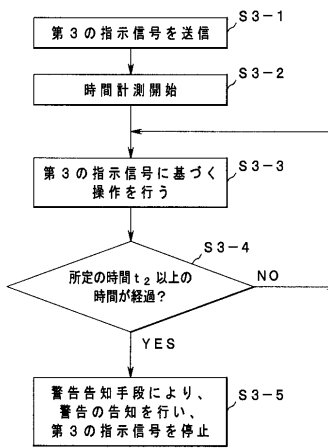 S3-1
第3の指示信号を送信
S3-2
時間計測開始
S3-3
第3の指示信号に基づく
操作を行う
S3-4
所定の時間t₂以上の
時間が経過?
NO
YES
S3-5
警告告知手段により、
警告の告知を行い、
第3の指示信号を停止